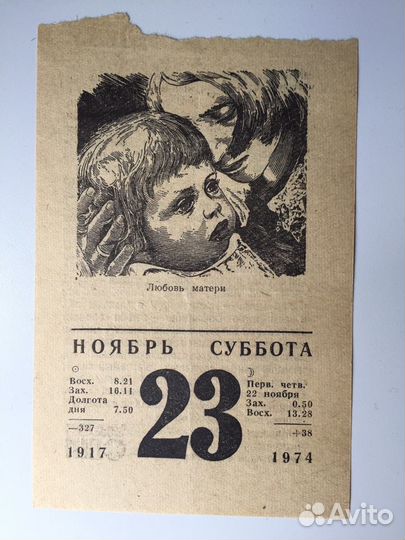 Любовь матери
НОЯБРЬ СУББОТА
Восх. 8.21
Зах. 16.11
Долгота
дня 7.50
—327
1917
23
Перв. четв.
22 ноября
Зах. 0.50
Восх. 13.28
+38
1974
Avito